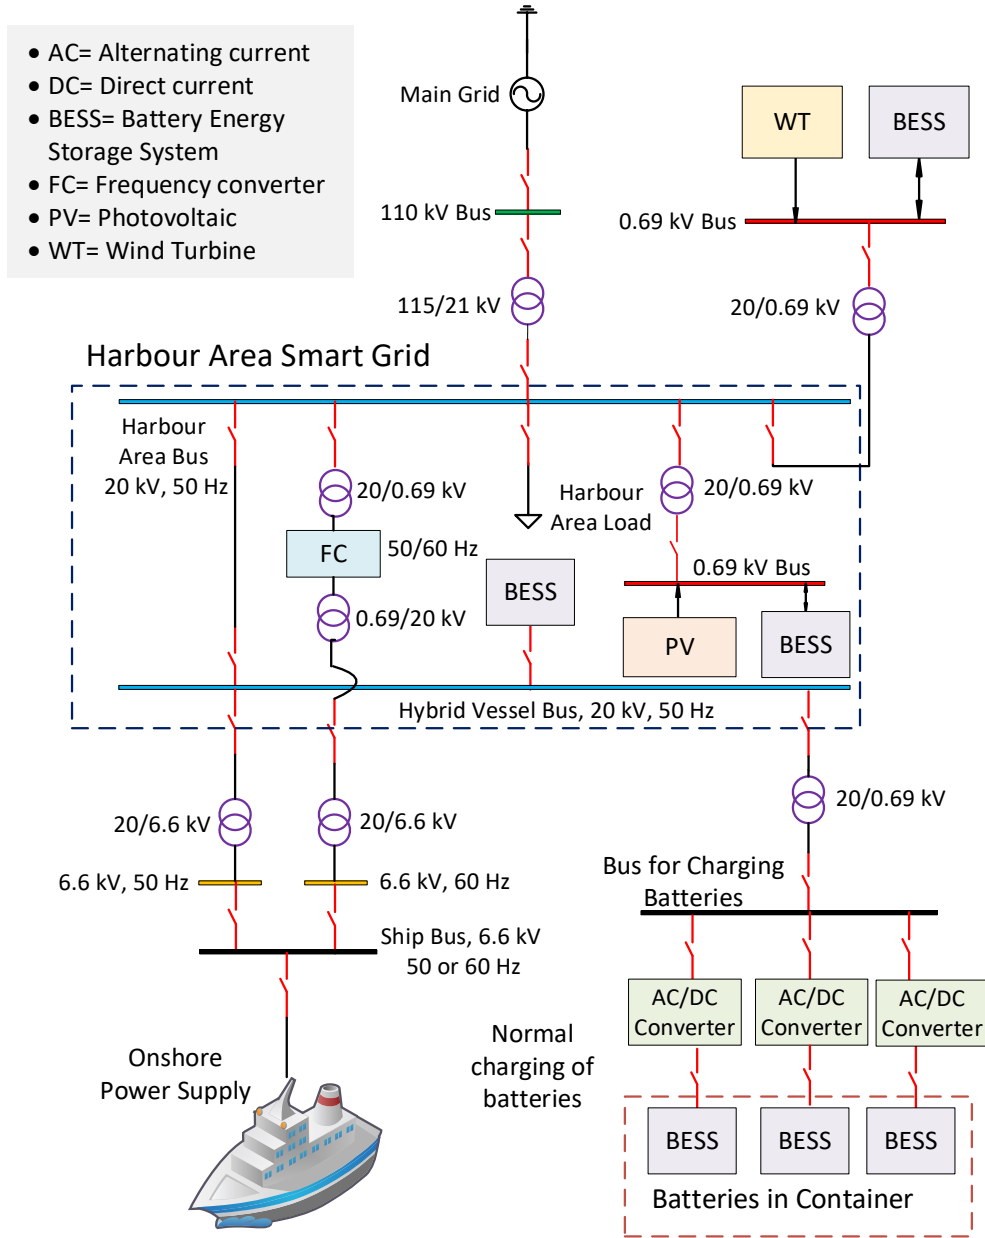 • AC= Alternating current
• DC= Direct current
• BESS= Battery Energy
Storage System
• FC= Frequency converter
• PV= Photovoltaic
• WT= Wind Turbine
Main Grid
110 kV Bus
115/21 kV
WT
BESS
0.69 kV Bus
20/0.69 kV
Harbour Area Smart Grid
Harbour
Area Bus
20 kV, 50 Hz
20/0.69 kV
FC
50/60 Hz
0.69/20 kV
Harbour
Area Load
BESS
20/0.69 kV
0.69 kV Bus
PV
BESS
Hybrid Vessel Bus, 20 kV, 50 Hz
20/6.6 kV
20/6.6 kV
20/0.69 kV
6.6 kV, 50 Hz
6.6 kV, 60 Hz
Bus for Charging
Batteries
Ship Bus, 6.6 kV
50 or 60 Hz
AC/DC
Converter
AC/DC
Converter
AC/DC
Converter
Onshore
Power Supply
Normal
charging of
batteries
BESS
BESS
BESS
Batteries in Container